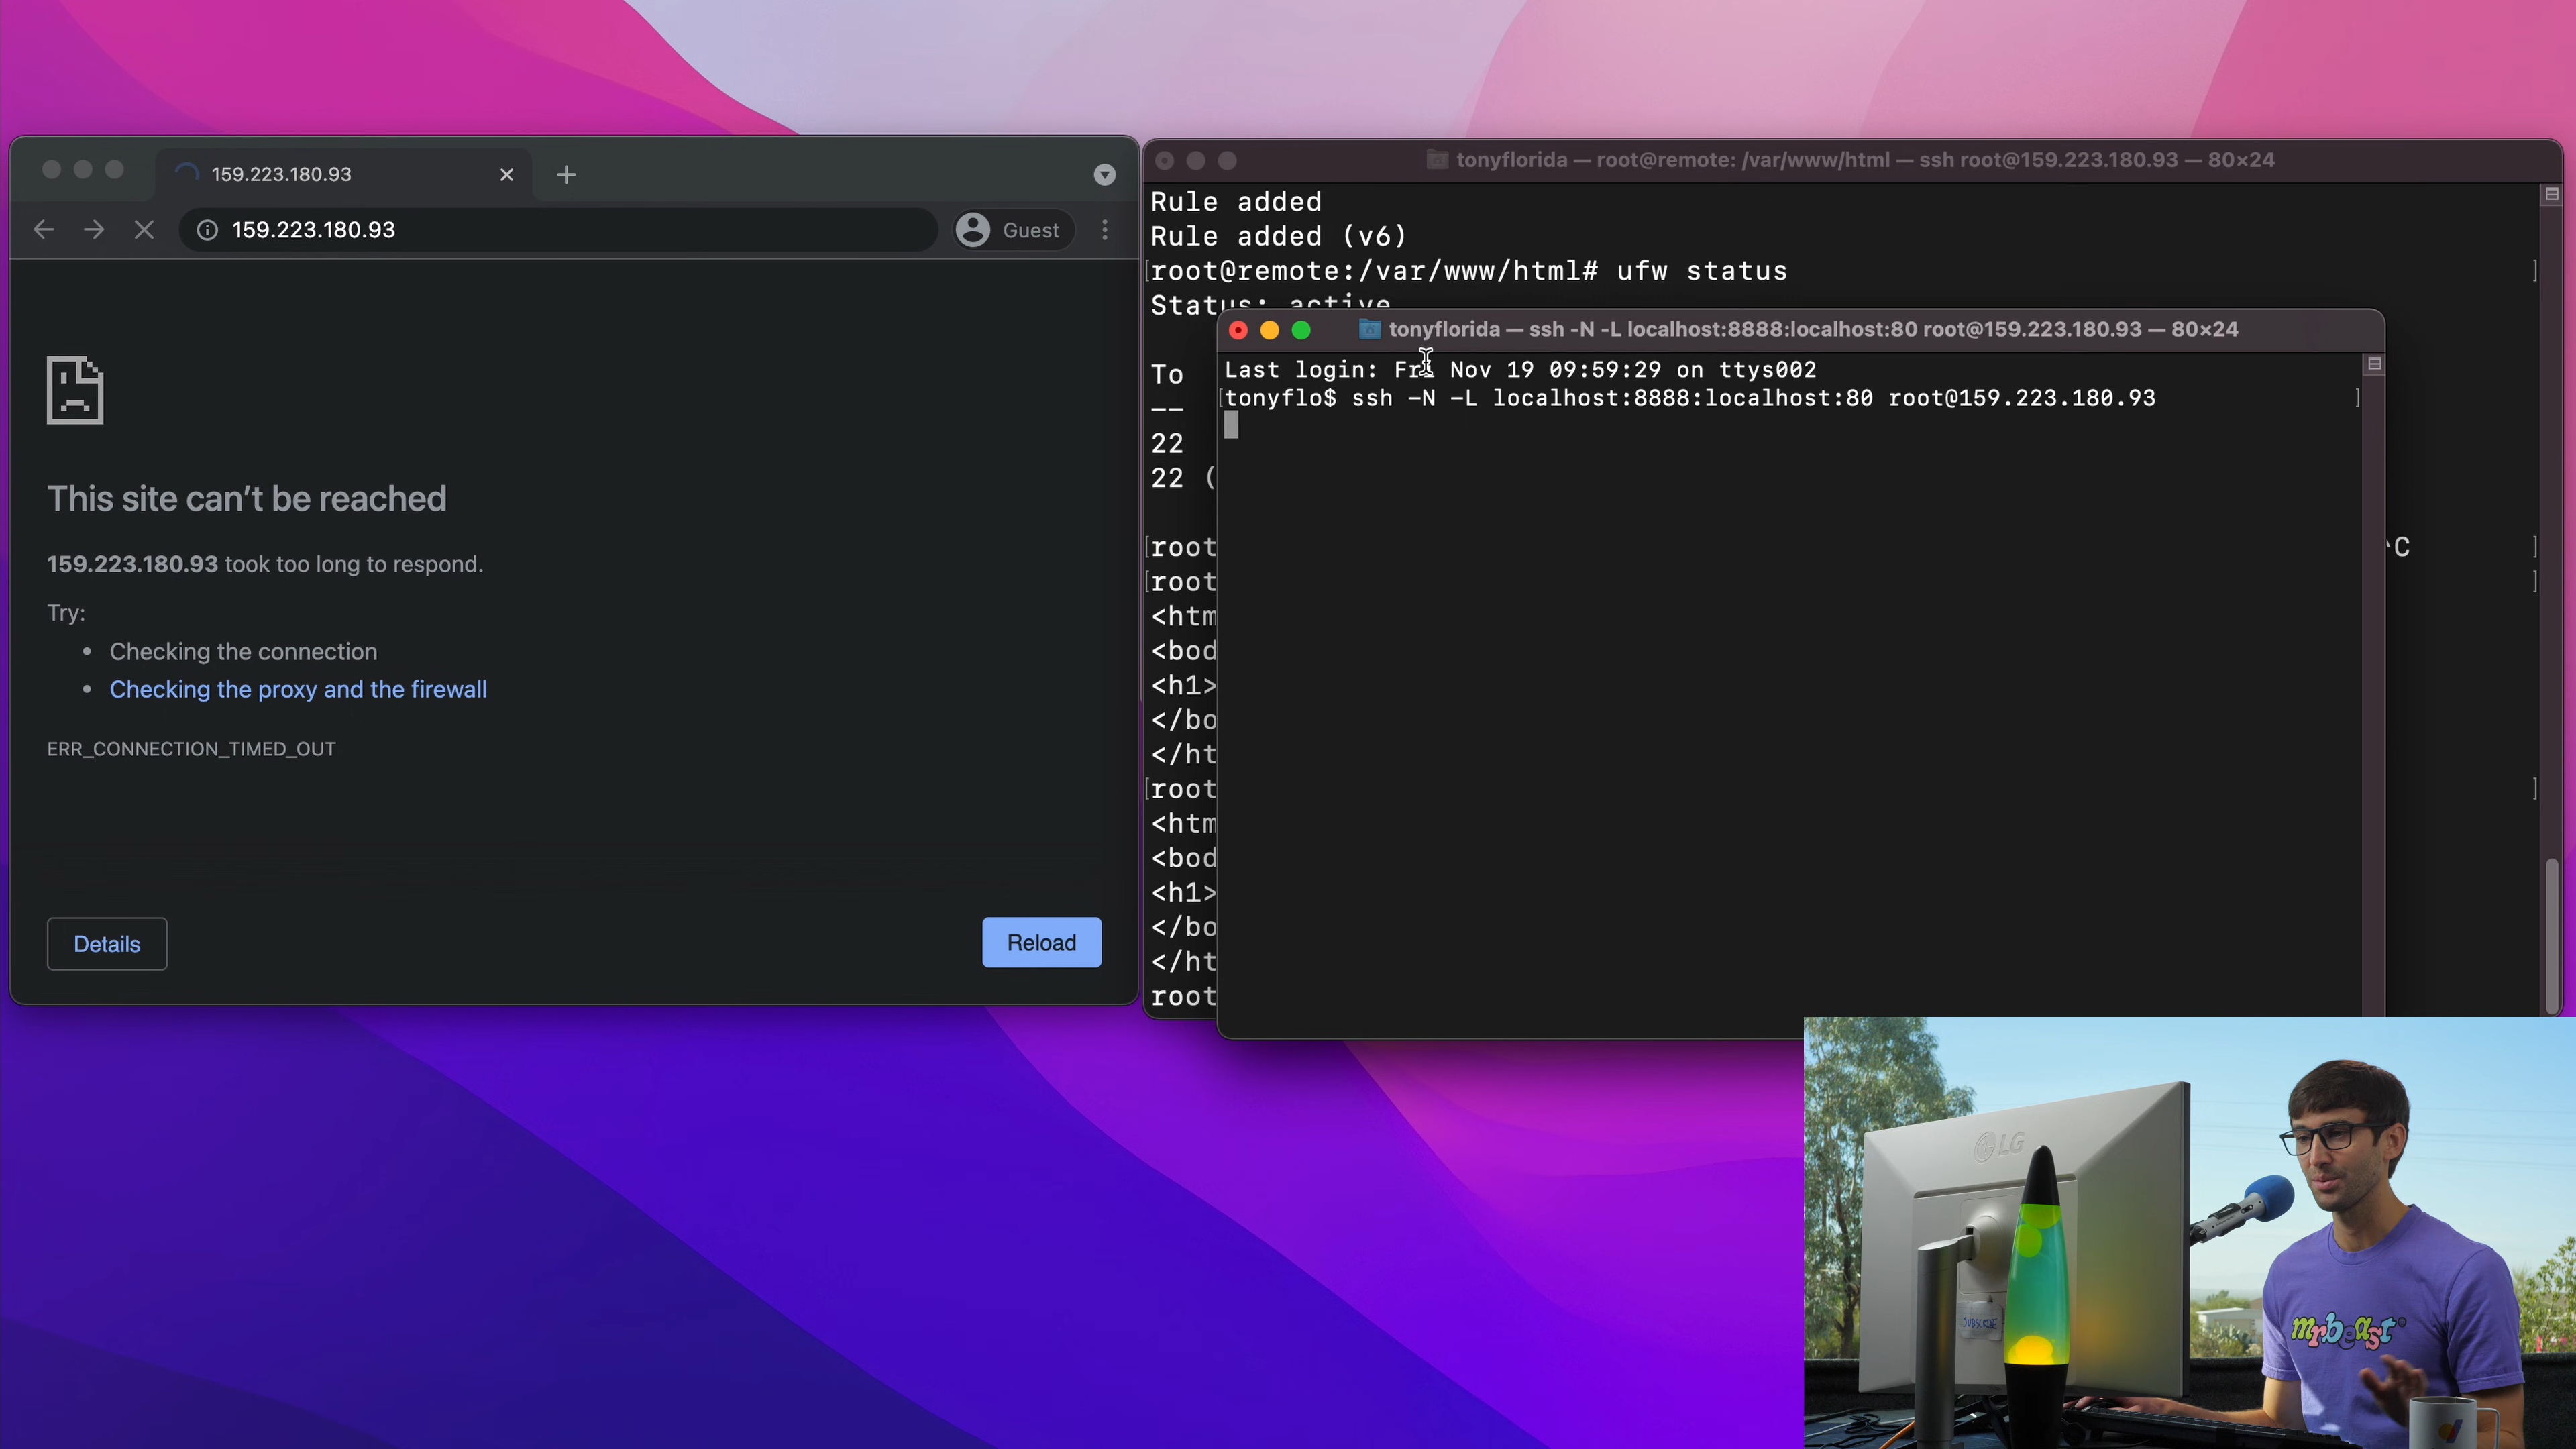 159.223.180.93
159.223.180.93
Guest
This site can’t be reached
159.223.180.93 took too long to respond.
Try:
• Checking the connection
• Checking the proxy and the firewall
ERR_CONNECTION_TIMED_OUT
Details
Reload
tonyflorida — root@remote: /var/www/html — ssh root@159.223.180.93 — 80×24
Rule added
Rule added (v6)
[root@remote:/var/www/html# ufw status ]
Status: active
To
--
22
22 (
[root ^C ]
[root ]
<htm
<bod
<h1>
</bo
</ht
[root ]
<htm
<bod
<h1>
</bo
</ht
root
tonyflorida — ssh -N -L localhost:8888:localhost:80 root@159.223.180.93 — 80×24
Last login: Fri Nov 19 09:59:29 on ttys002
[tonyflo$ ssh -N -L localhost:8888:localhost:80 root@159.223.180.93 ]
LG
SUBSCRIBE
mrbeast